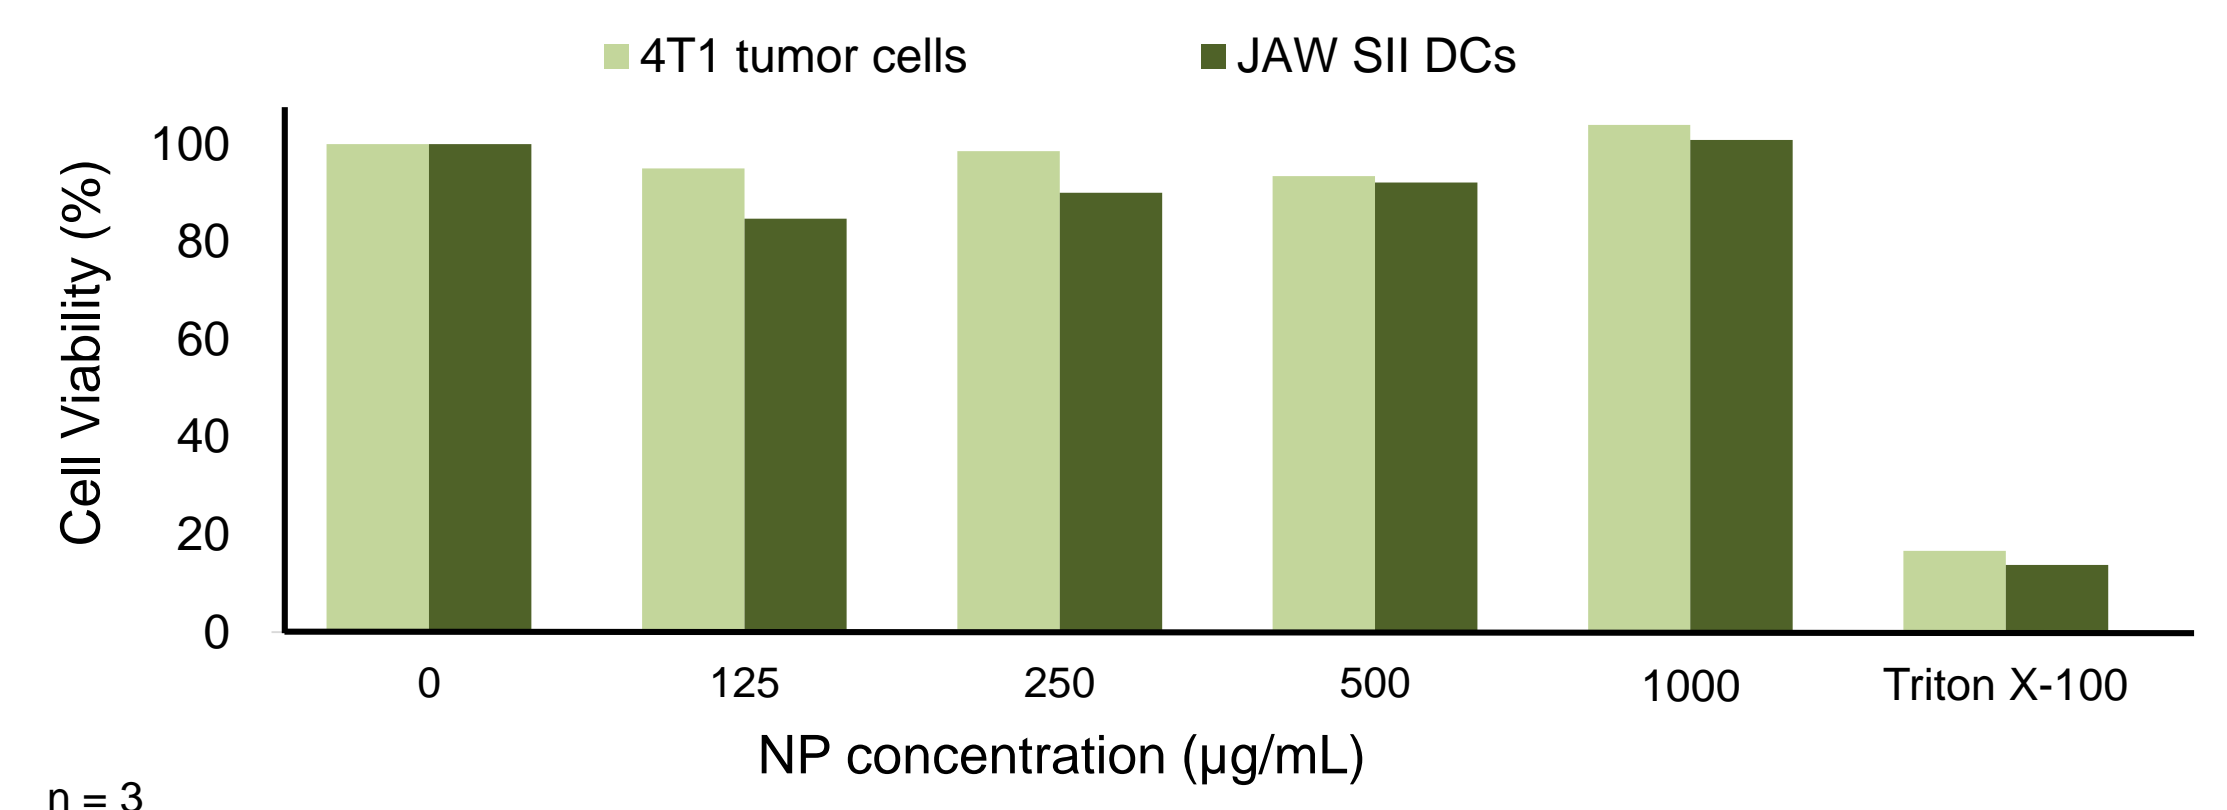 4T1 tumor cells JAW SII DCs
Cell Viability (%)
100
80
60
40
20
0
0 125 250 500 1000 Triton X-100
NP concentration (µg/mL)
n = 3